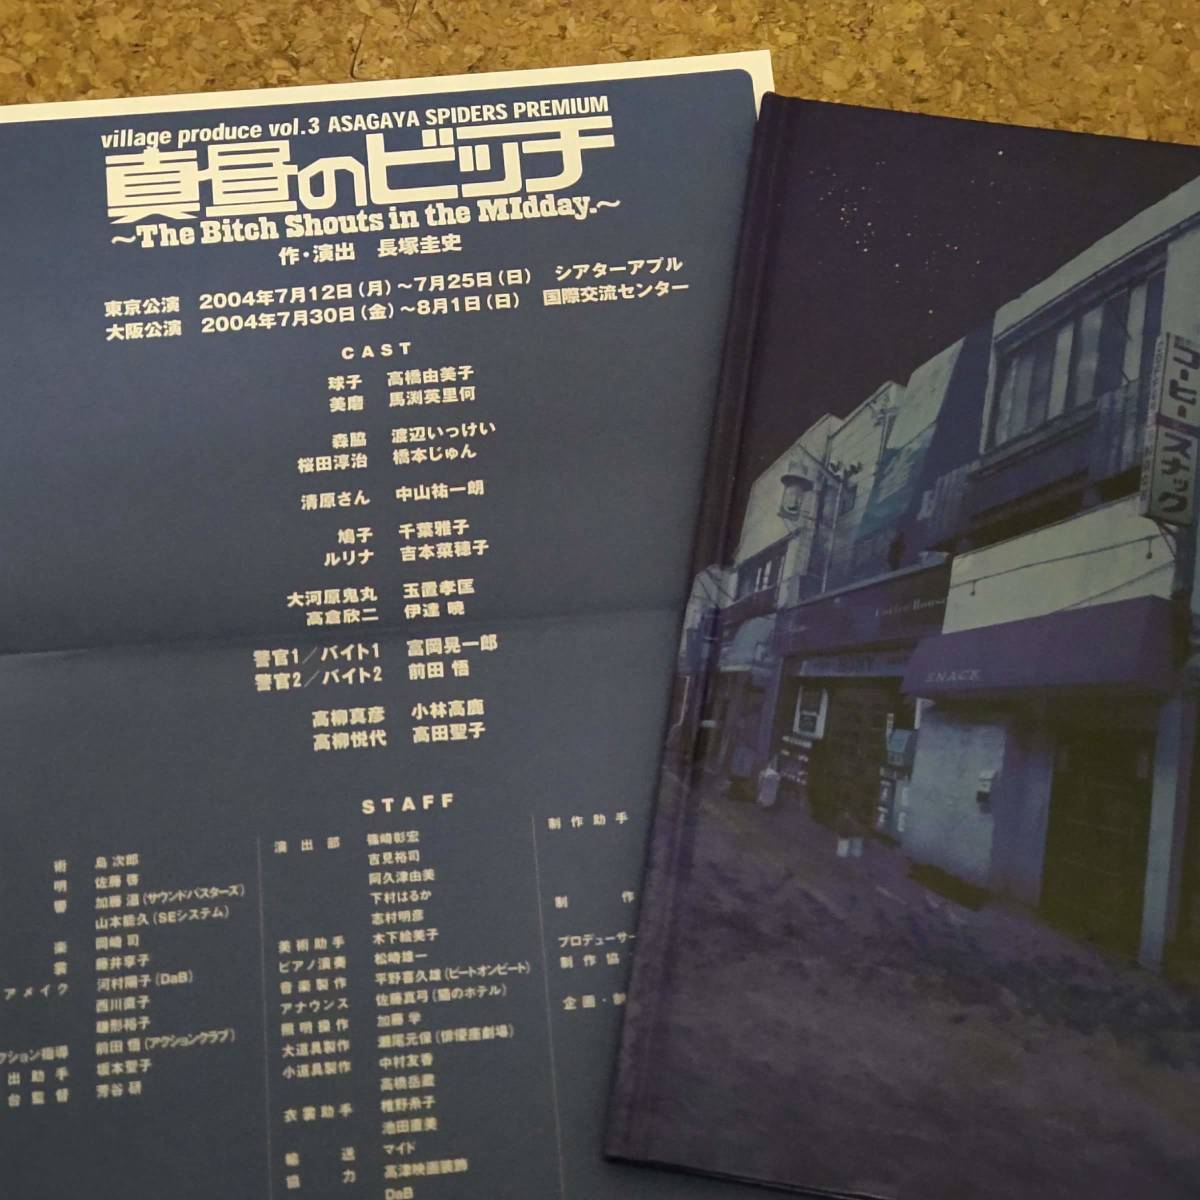 village produce vol.3 ASAGAYA SPIDERS PREMIUM
真昼のビッチ
~The Bitch Shouts in the MIdday.~
作・演出 長塚圭史
東京公演 2004年7月12日(月)~7月25日(日) シアターアプル
大阪公演 2004年7月30日(金)~8月1日(日) 国際交流センター
CAST
球子 高橋由美子
美磨 馬渕英里何
森脇 渡辺いっけい
桜田淳治 橋本じゅん
清原さん 中山祐一朗
鳩子 千葉雅子
ルリナ 吉本菜穂子
大河原鬼丸 玉置孝匡
高倉欣二 伊達 暁
警官1/バイト1 富岡晃一郎
警官2/バイト2 前田 悟
高柳真彦 小林高鹿
高柳悦代 高田聖子
STAFF
術 島次郎
明 佐藤啓
響 加藤温(サウンドバスターズ)
山本能久(SEシステム)
楽 岡崎司
裳 藤井享子
アメイク 河村陽子(DaB)
西川直子
鎌形裕子
クション指導 前田悟(アクションクラブ)
出助手 坂本聖子
台監督 芳谷研
演出部 篠崎彰宏
吉見裕司
阿久津由美
下村はるか
志村明彦
美術助手 木下絵美子
ピアノ演奏 松崎雄一
音楽製作 平野喜久雄(ビートオンビート)
アナウンス 佐藤真弓(猫のホテル)
照明操作 加藤学
大道具製作 瀬尾元保(俳優座劇場)
小道具製作 中村友香
高橋岳蔵
衣裳助手 椎野糸子
池田直美
輸送 マイド
協力 高津映画装飾
DaB
制作助手
制作
プロデューサー
制作協
企画・制
コーヒースナック
Coffee House
SNACK